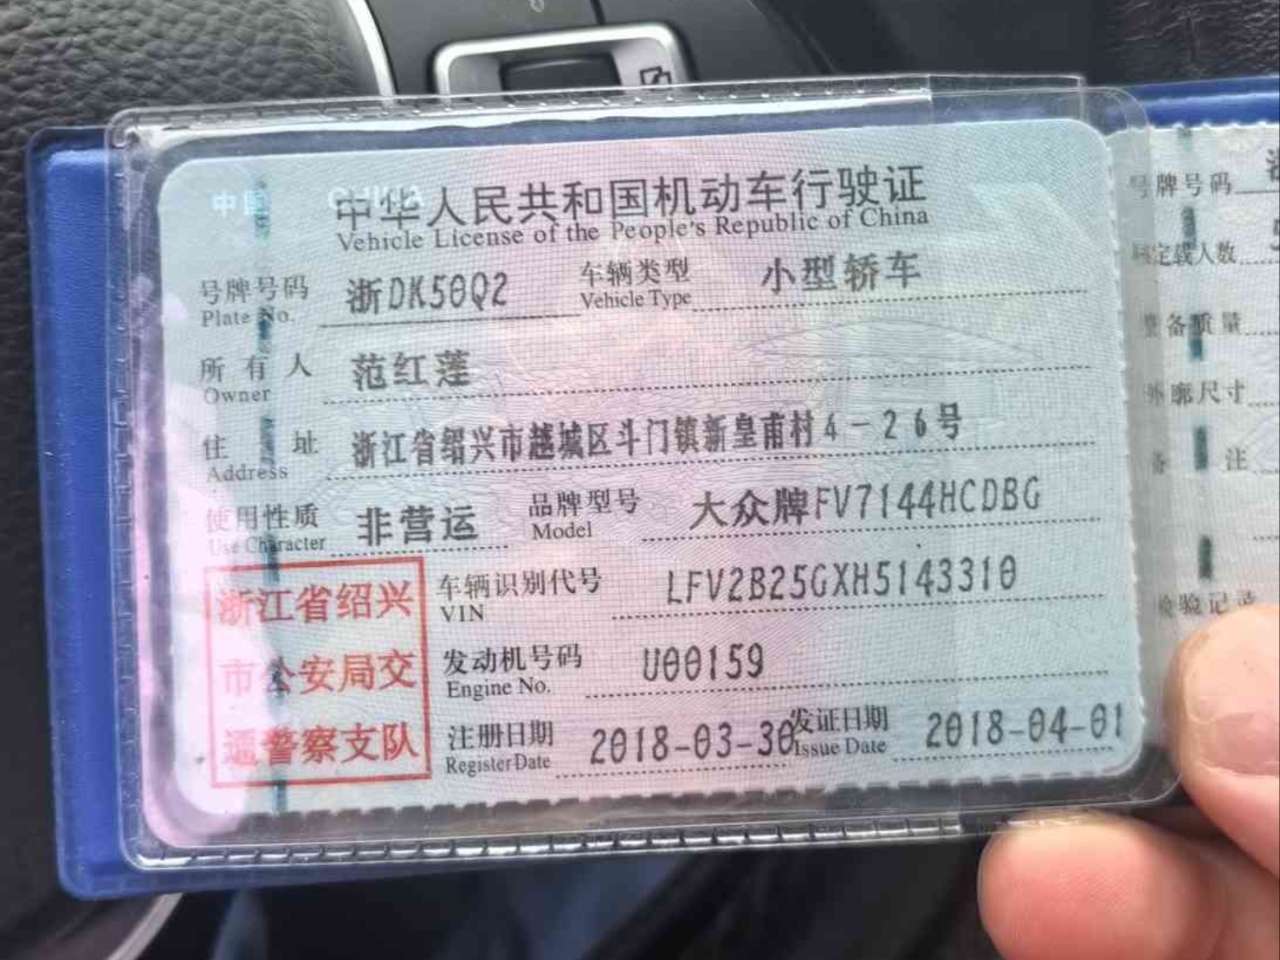 中国 CHINA
中华人民共和国机动车行驶证
Vehicle License of the People's Republic of China
号牌号码 浙DK50Q2 车辆类型 小型轿车
Plate No. Vehicle Type
所有人 范红莲
Owner
住址 浙江省绍兴市越城区斗门镇新皇甫村4-26号
Address
使用性质 非营运 品牌型号 大众牌FV7144HCDBG
Use Character Model
浙江省绍兴
市公安局交
通警察支队
车辆识别代号 LFV2B25GXH5143310
VIN
发动机号码 U00159
Engine No.
注册日期 2018-03-30 发证日期 2018-04-01
Register Date Issue Date
号牌号码
核定载人数
整备质量
外廓尺寸
备注
检验记录